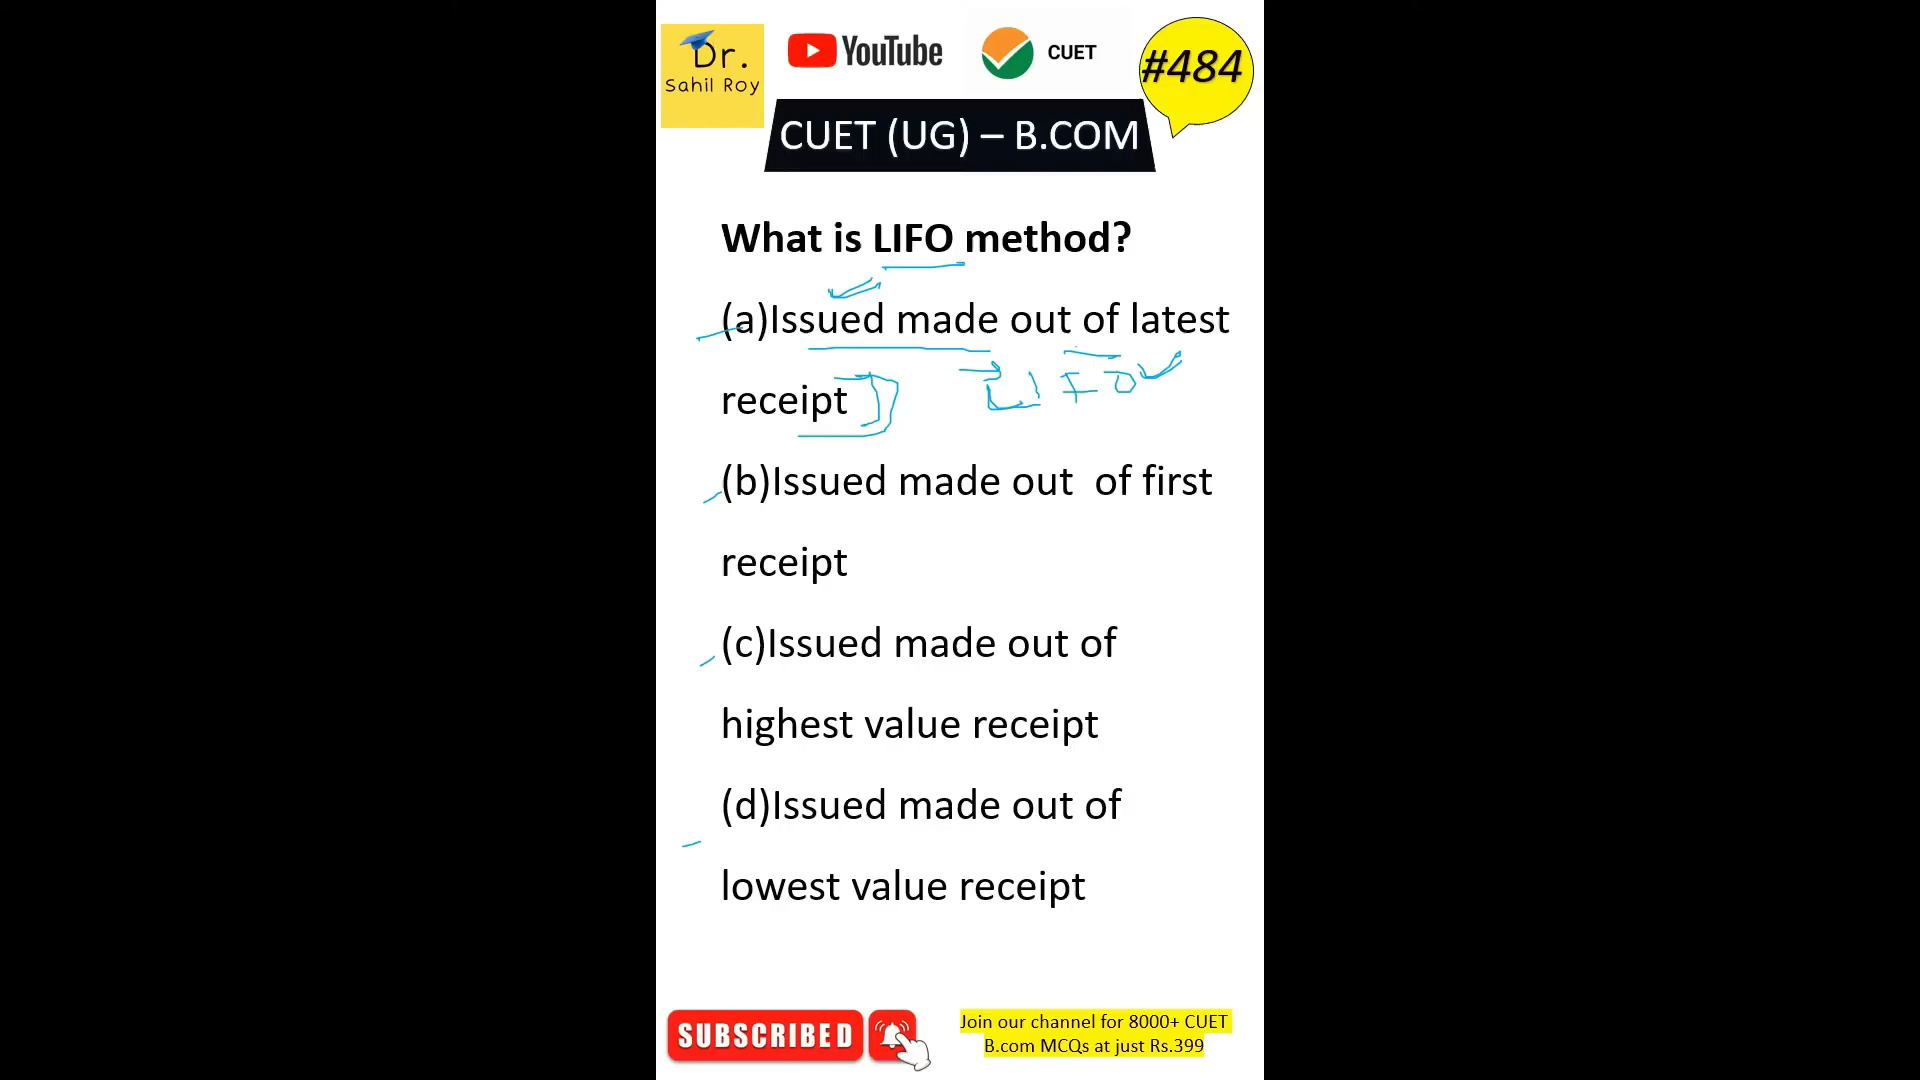 Dr.
Sahil Roy
YouTube
CUET
#484
CUET (UG) – B.COM
What is LIFO method?
(a)Issued made out of latest
receipt
LIFO
(b)Issued made out of first
receipt
(c)Issued made out of
highest value receipt
(d)Issued made out of
lowest value receipt
SUBSCRIBED
Join our channel for 8000+ CUET
B.com MCQs at just Rs.399